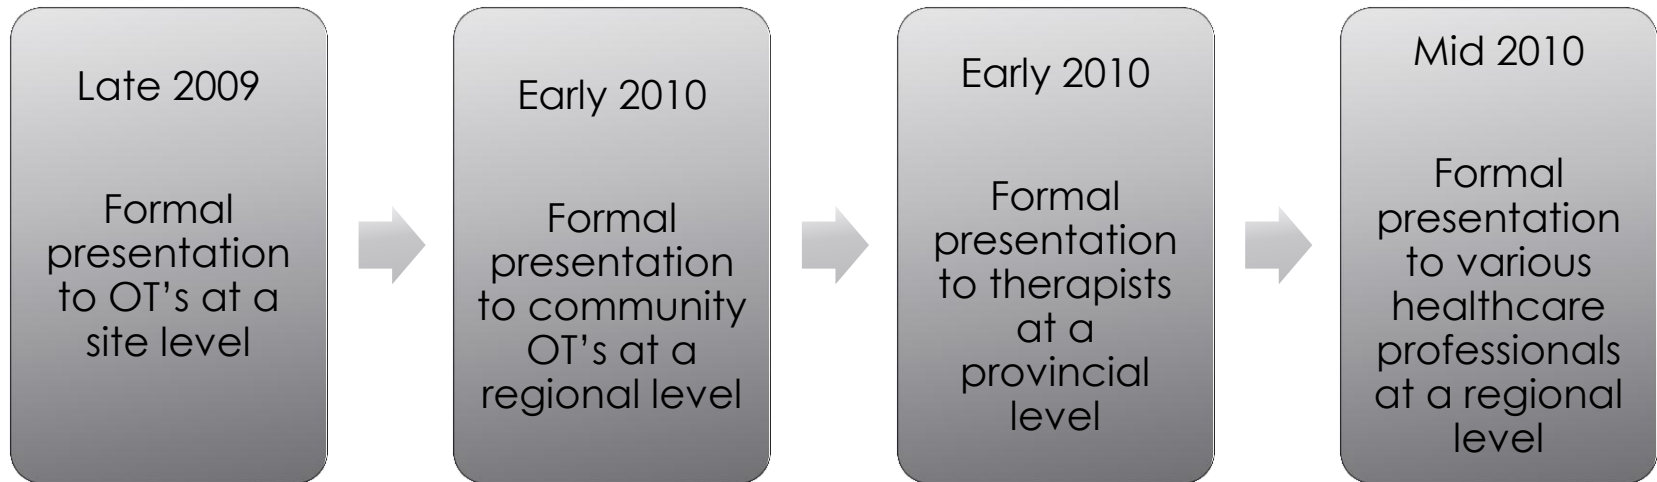 Late 2009
Formal
presentation
to OT's at a
site level
Early 2010
Formal
presentation
to community
OT's at a
regional level
Early 2010
Formal
presentation
to therapists
at a
provincial
level
Mid 2010
Formal
presentation
to various
healthcare
professionals
at a regional
level